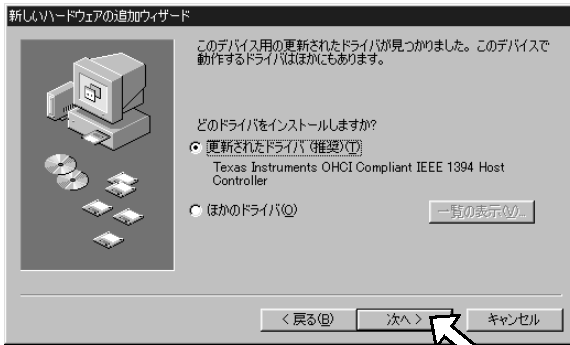 新しいハードウェアの追加ウィザード
このデバイス用の更新されたドライバが見つかりました。このデバイスで
動作するドライバはほかにもあります。
どのドライバをインストールしますか?
更新されたドライバ (推奨)(T)
Texas Instruments OHCI Compliant IEEE 1394 Host
Controller
ほかのドライバ(O)
一覧の表示(V)...
< 戻る(B)
次へ >
キャンセル